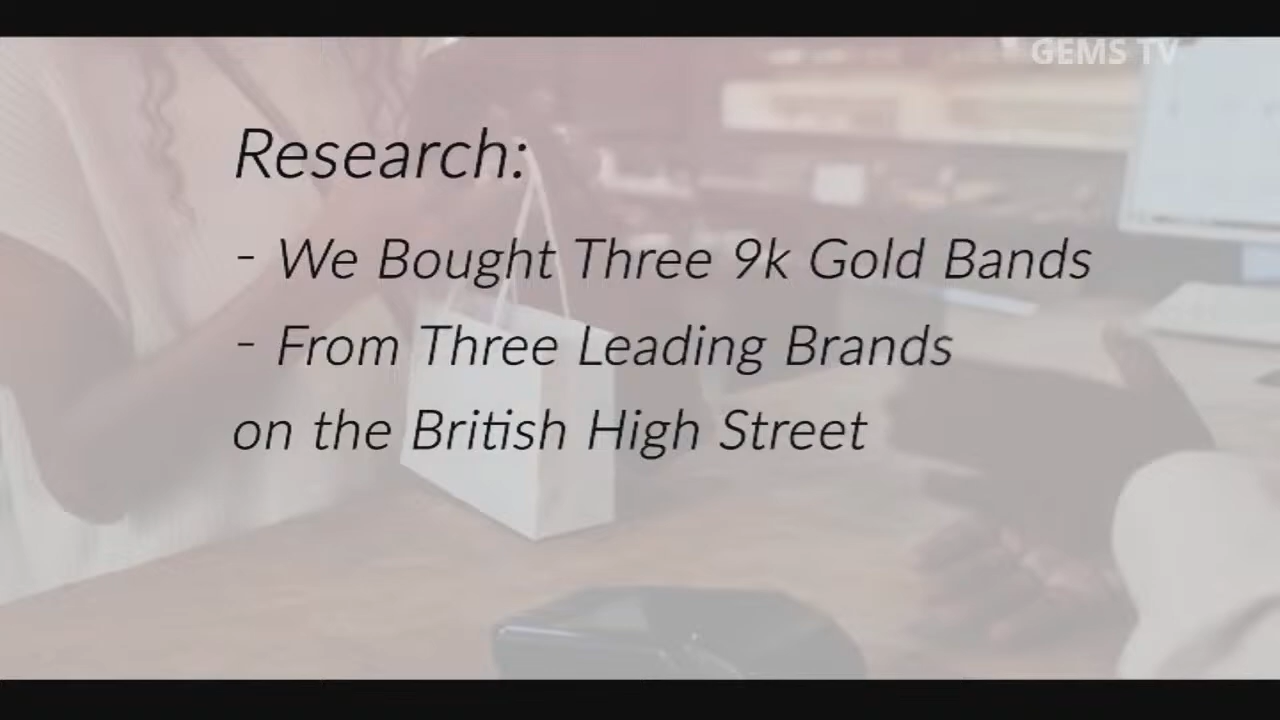 GEMS TV
Research:
- We Bought Three 9k Gold Bands
- From Three Leading Brands
on the British High Street